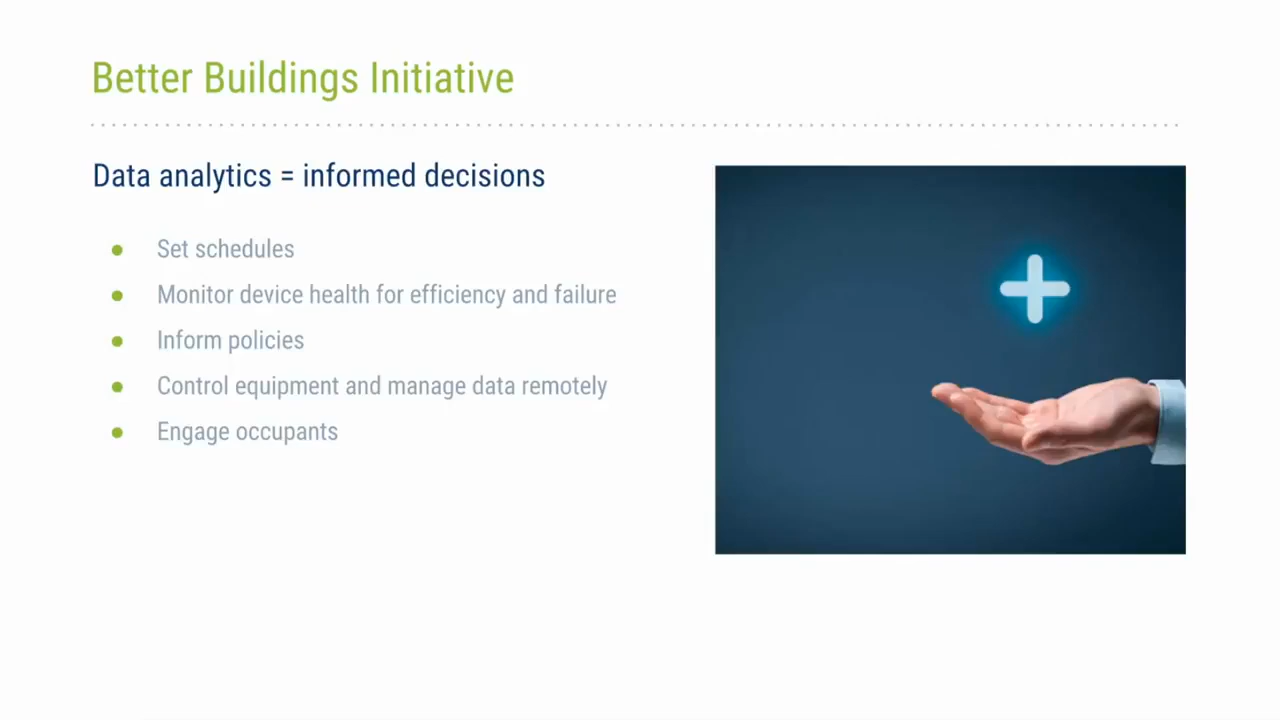 Better Buildings Initiative
Data analytics = informed decisions
Set schedules
Monitor device health for efficiency and failure
Inform policies
Control equipment and manage data remotely
Engage occupants